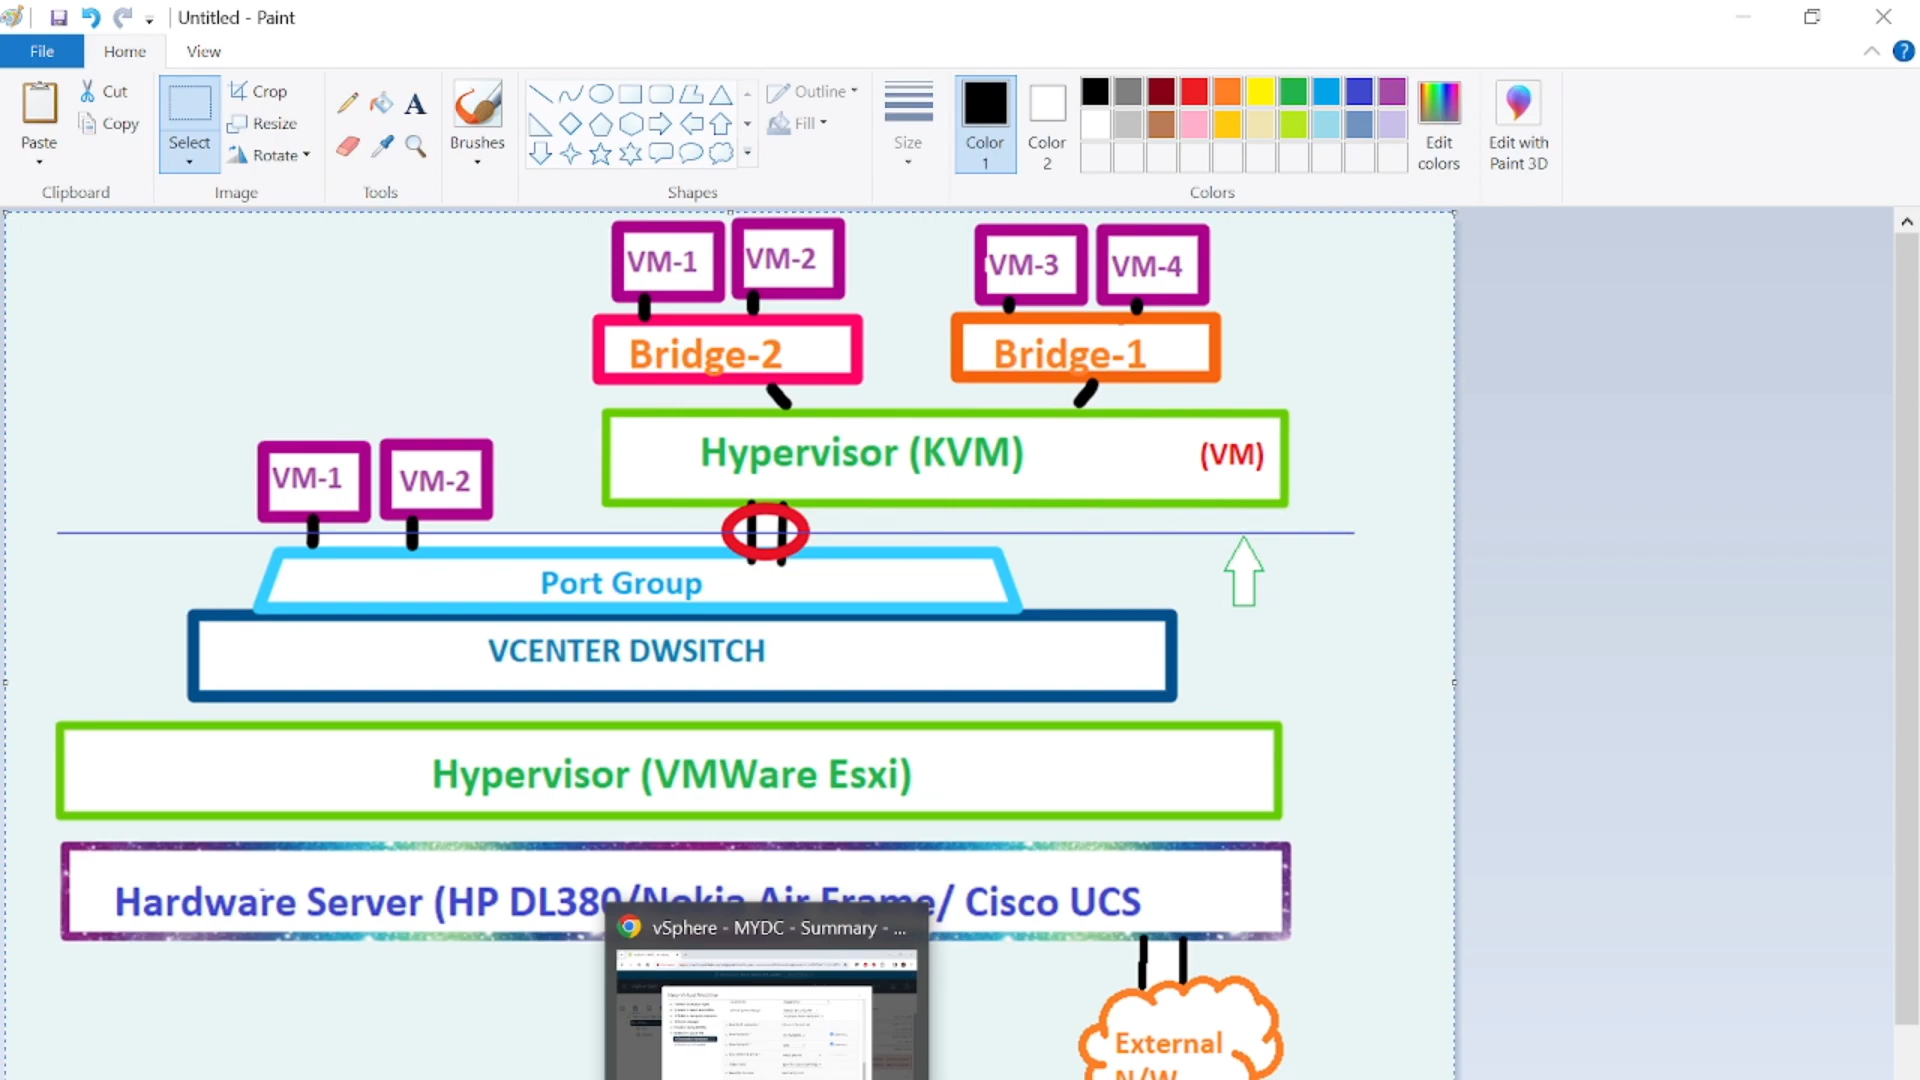 Untitled - Paint
File
Home
View
Cut
Copy
Paste
Crop
Resize
Rotate
Select
Brushes
Outline
Fill
Size
Color 1
Color 2
Edit colors
Edit with Paint 3D
Clipboard
Image
Tools
Shapes
Colors
VM-1
VM-2
VM-3
VM-4
Bridge-2
Bridge-1
Hypervisor (KVM)
(VM)
VM-1
VM-2
Port Group
VCENTER DWSITCH
Hypervisor (VMWare Esxi)
Hardware Server (HP DL380/Nokia Air Frame/ Cisco UCS
vSphere - MYDC - Summary - ...
External
N/W